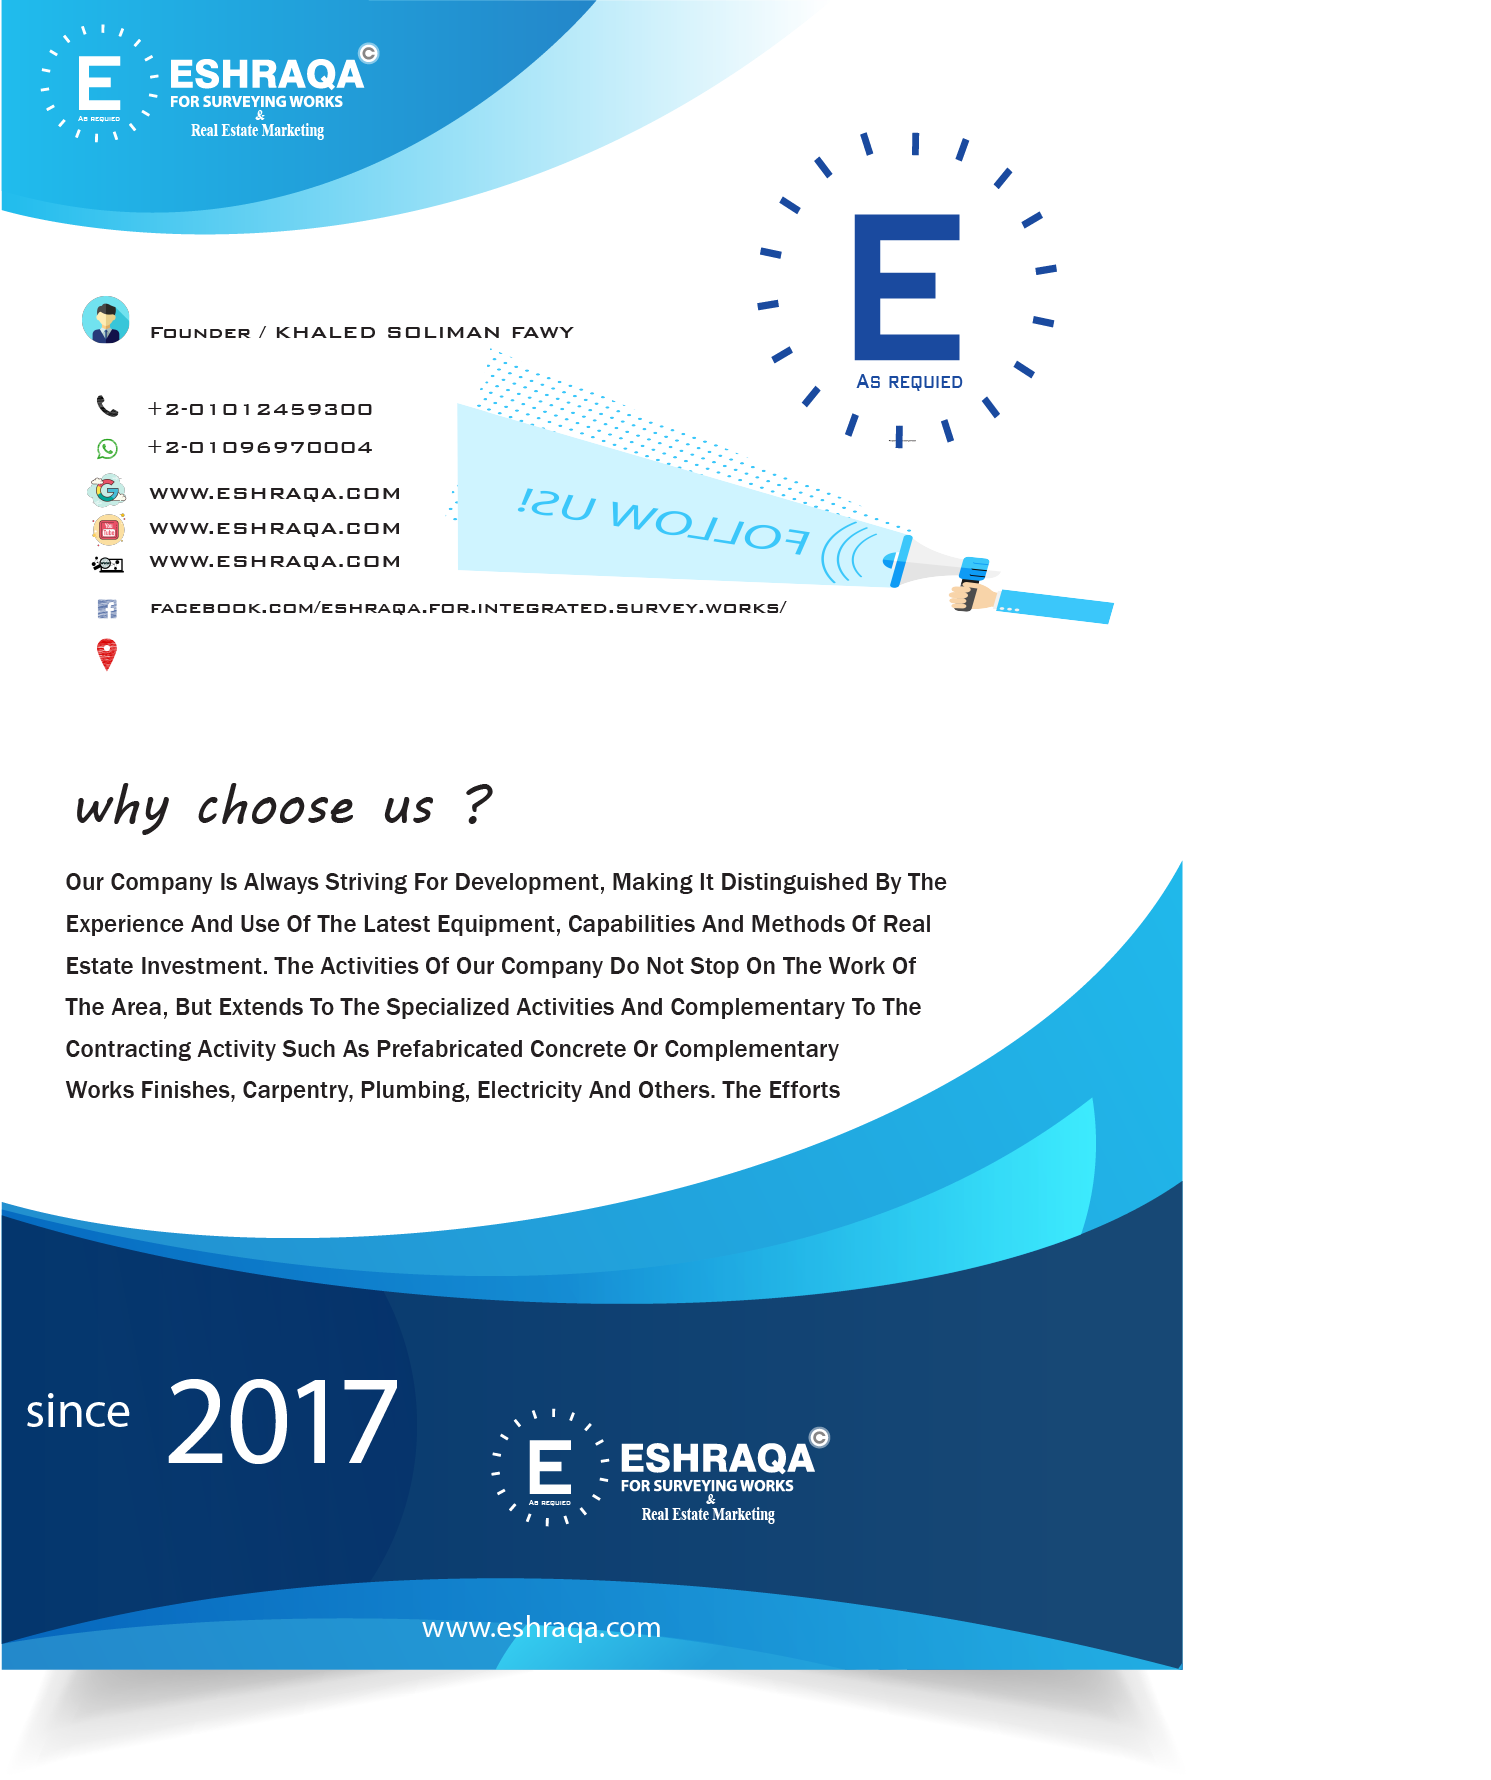 E
As requied
ESHRAQA
©
FOR SURVEYING WORKS
&
Real Estate Marketing
E
As requied
Founder / KHALED SOLIMAN FAWY
+2-01012459300
+2-01096970004
www.eshraqa.com
You
Tube
www.eshraqa.com
www.eshraqa.com
facebook.com/eshraqa.for.integrated.survey.works/
FOLLOW US!
why choose us ?
Our Company Is Always Striving For Development, Making It Distinguished By The
Experience And Use Of The Latest Equipment, Capabilities And Methods Of Real
Estate Investment. The Activities Of Our Company Do Not Stop On The Work Of
The Area, But Extends To The Specialized Activities And Complementary To The
Contracting Activity Such As Prefabricated Concrete Or Complementary
Works Finishes, Carpentry, Plumbing, Electricity And Others. The Efforts
since 2017
E
As requied
ESHRAQA
©
FOR SURVEYING WORKS
&
Real Estate Marketing
www.eshraqa.com